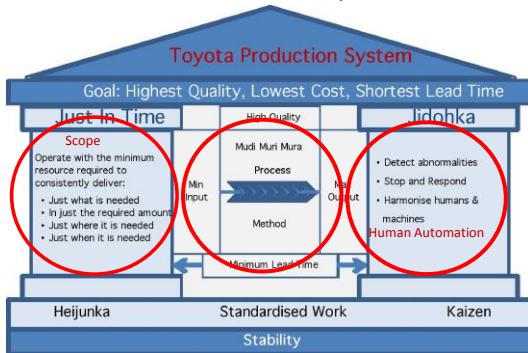 Toyota Production System
Goal: Highest Quality, Lowest Cost, Shortest Lead Time
Just In Time
High Quality
Jidohka
Scope
Operate with the minimum
resource required to
consistently deliver:
• Just what is needed
• In just the required amount
• Just where it is needed
• Just when it is needed
Mudi Muri Mura
Process
Min
Input
Max
Output
Method
Minimum Lead Time
• Detect abnormalities
• Stop and Respond
• Harmonise humans &
machines
Human Automation
Heijunka
Standardised Work
Kaizen
Stability